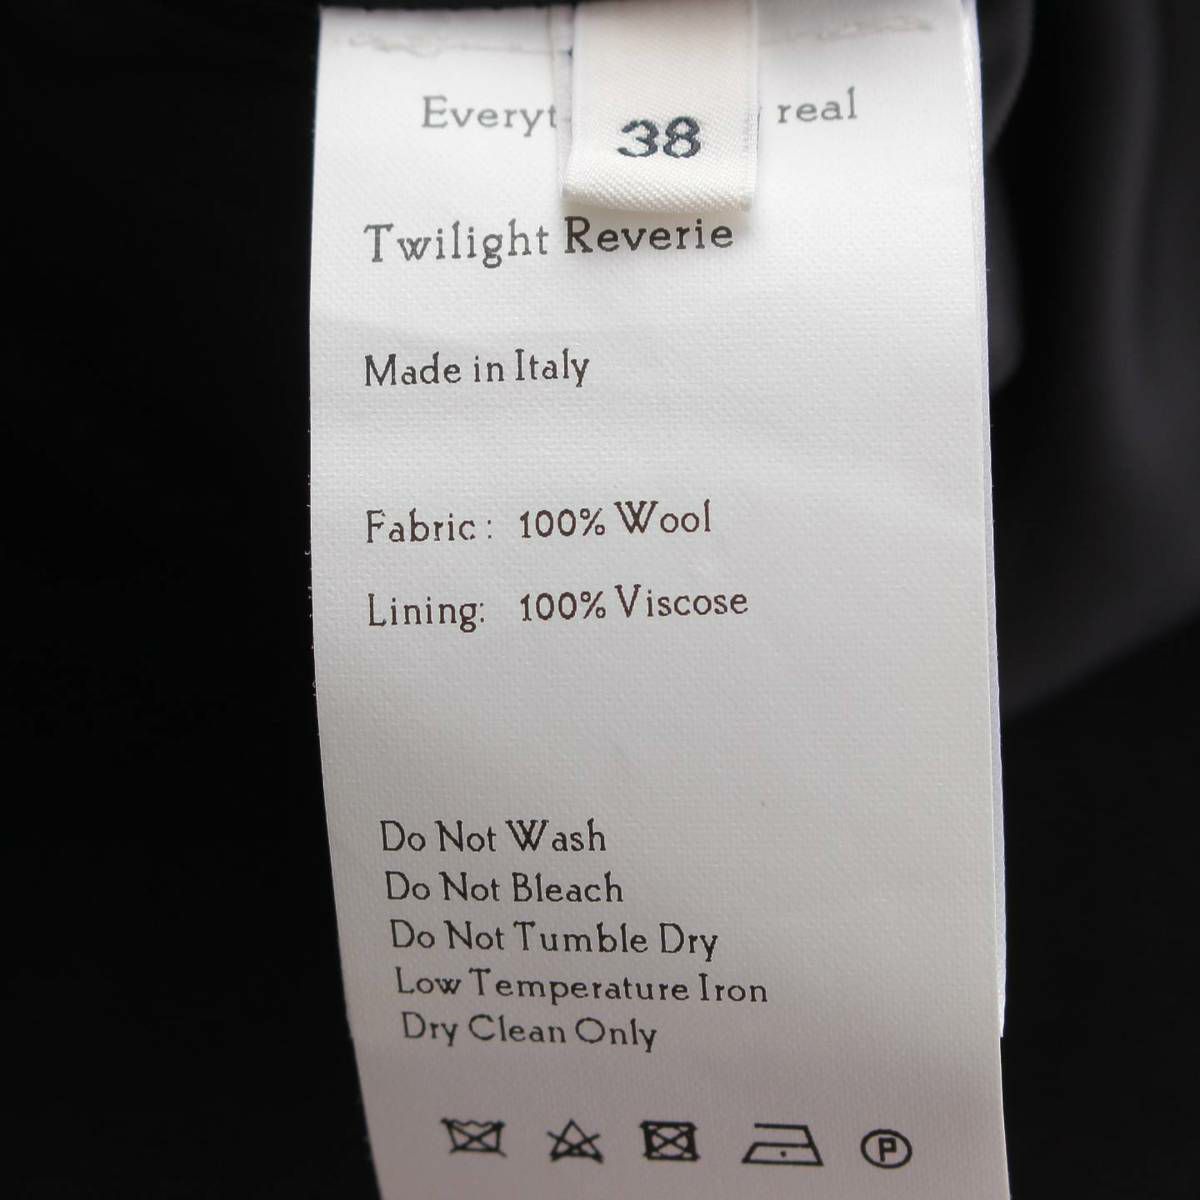 Everyt real
38
Twilight Reverie
Made in Italy
Fabric : 100% Wool
Lining: 100% Viscose
Do Not Wash
Do Not Bleach
Do Not Tumble Dry
Low Temperature Iron
Dry Clean Only
P